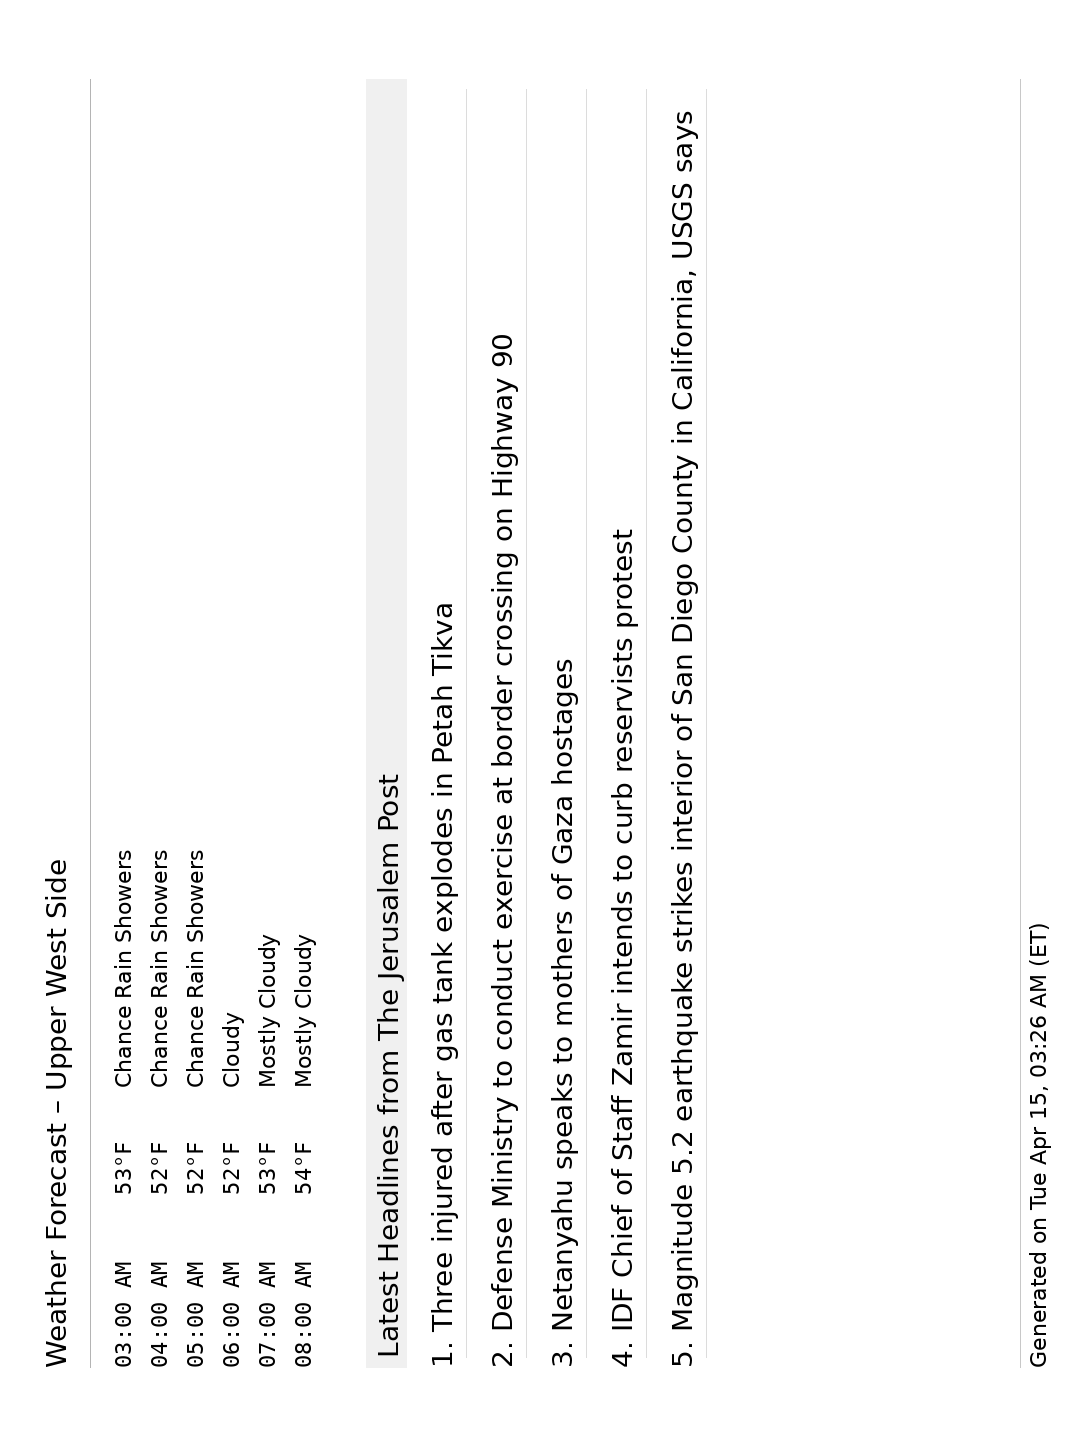 Weather Forecast – Upper West Side
03:00 AM 53°F Chance Rain Showers
04:00 AM 52°F Chance Rain Showers
05:00 AM 52°F Chance Rain Showers
06:00 AM 52°F Cloudy
07:00 AM 53°F Mostly Cloudy
08:00 AM 54°F Mostly Cloudy
Latest Headlines from The Jerusalem Post
1. Three injured after gas tank explodes in Petah Tikva
2. Defense Ministry to conduct exercise at border crossing on Highway 90
3. Netanyahu speaks to mothers of Gaza hostages
4. IDF Chief of Staff Zamir intends to curb reservists protest
5. Magnitude 5.2 earthquake strikes interior of San Diego County in California, USGS says
Generated on Tue Apr 15, 03:26 AM (ET)